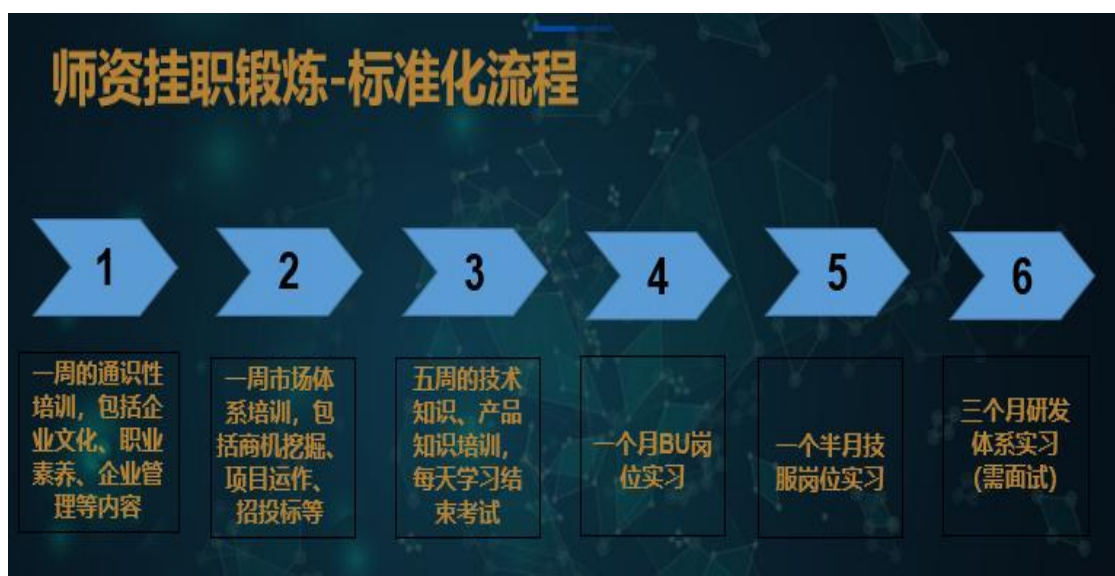 师资挂职锻炼-标准化流程
1
2
3
4
5
6
一周的通识性
培训，包括企
业文化、职业
素养、企业管
理等内容
一周市场体
系培训，包
括商机挖掘、
项目运作、
招投标等
五周的技术
知识、产品
知识培训，
每天学习结
束考试
一个月BU岗
位实习
一个半月技
服岗位实习
三个月研发
体系实习
(需面试)